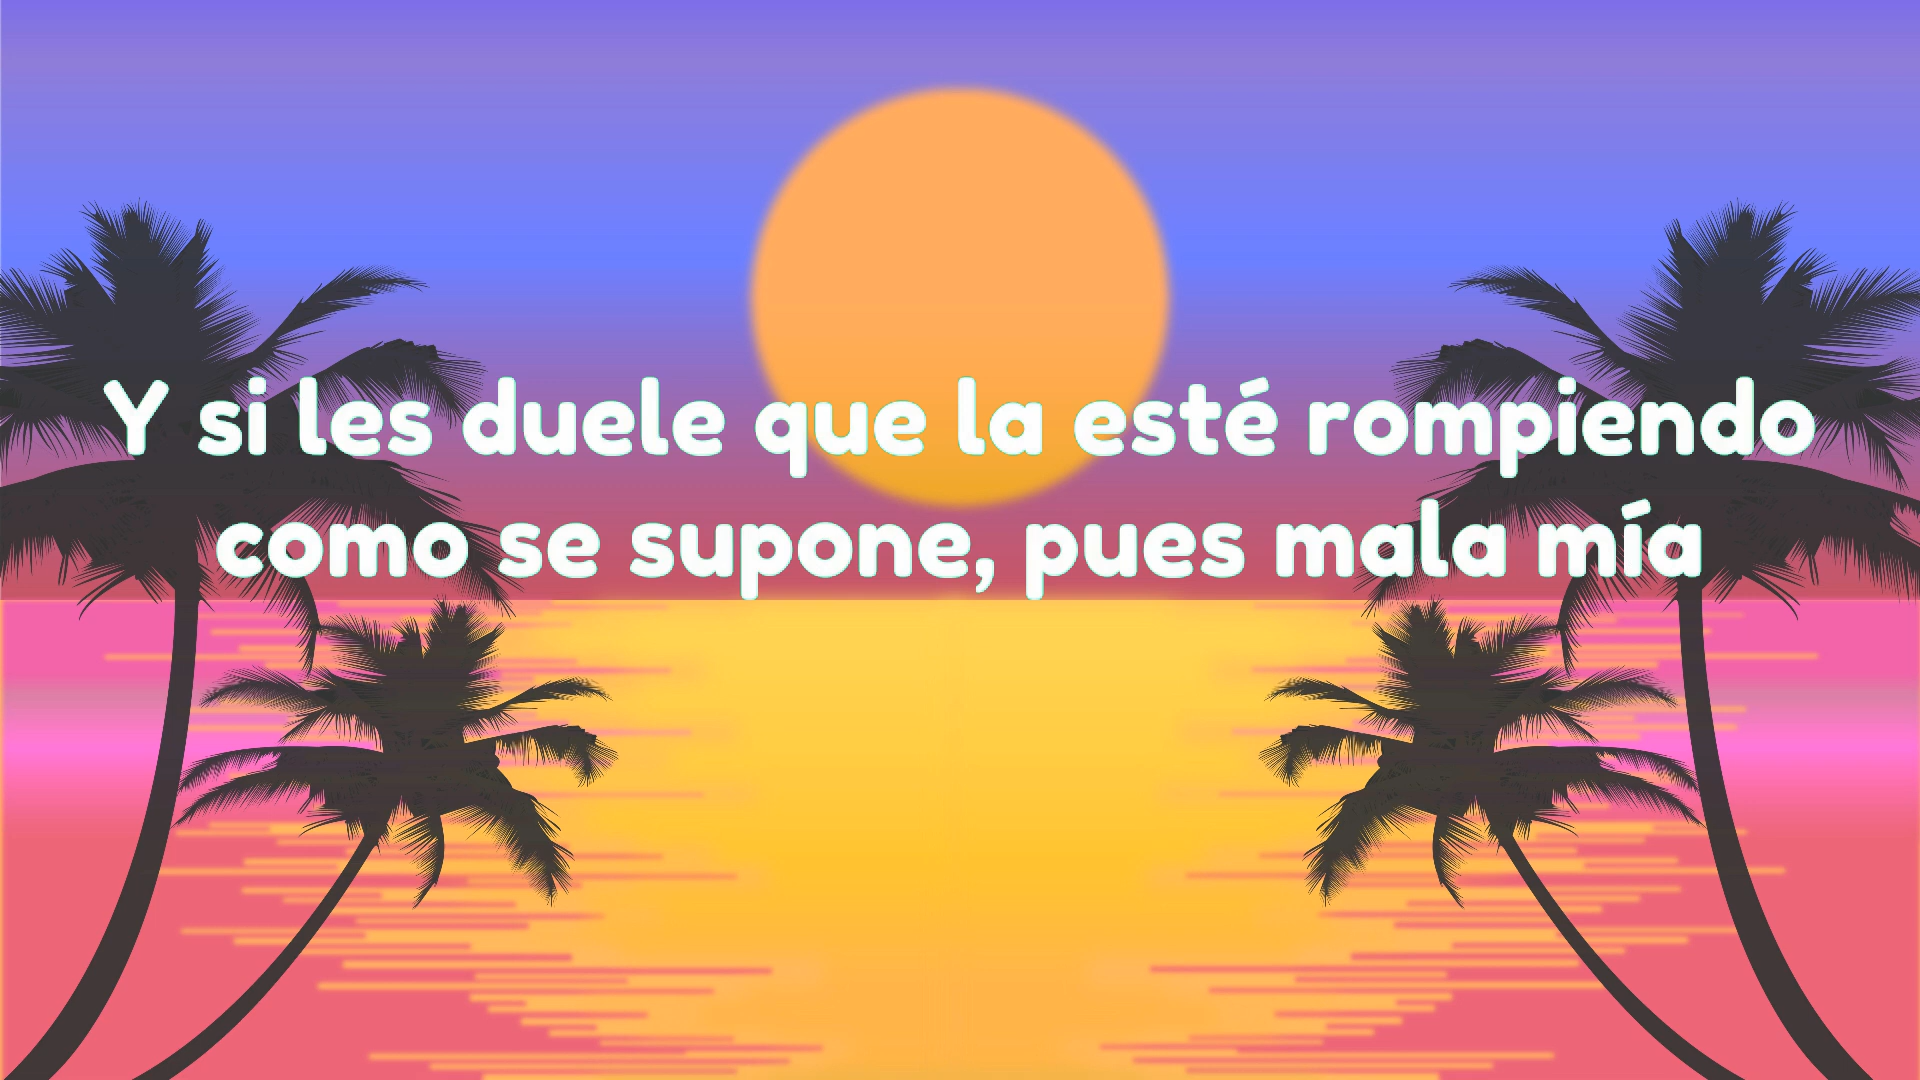 Y si les duele que la esté rompiendo
como se supone, pues mala mía